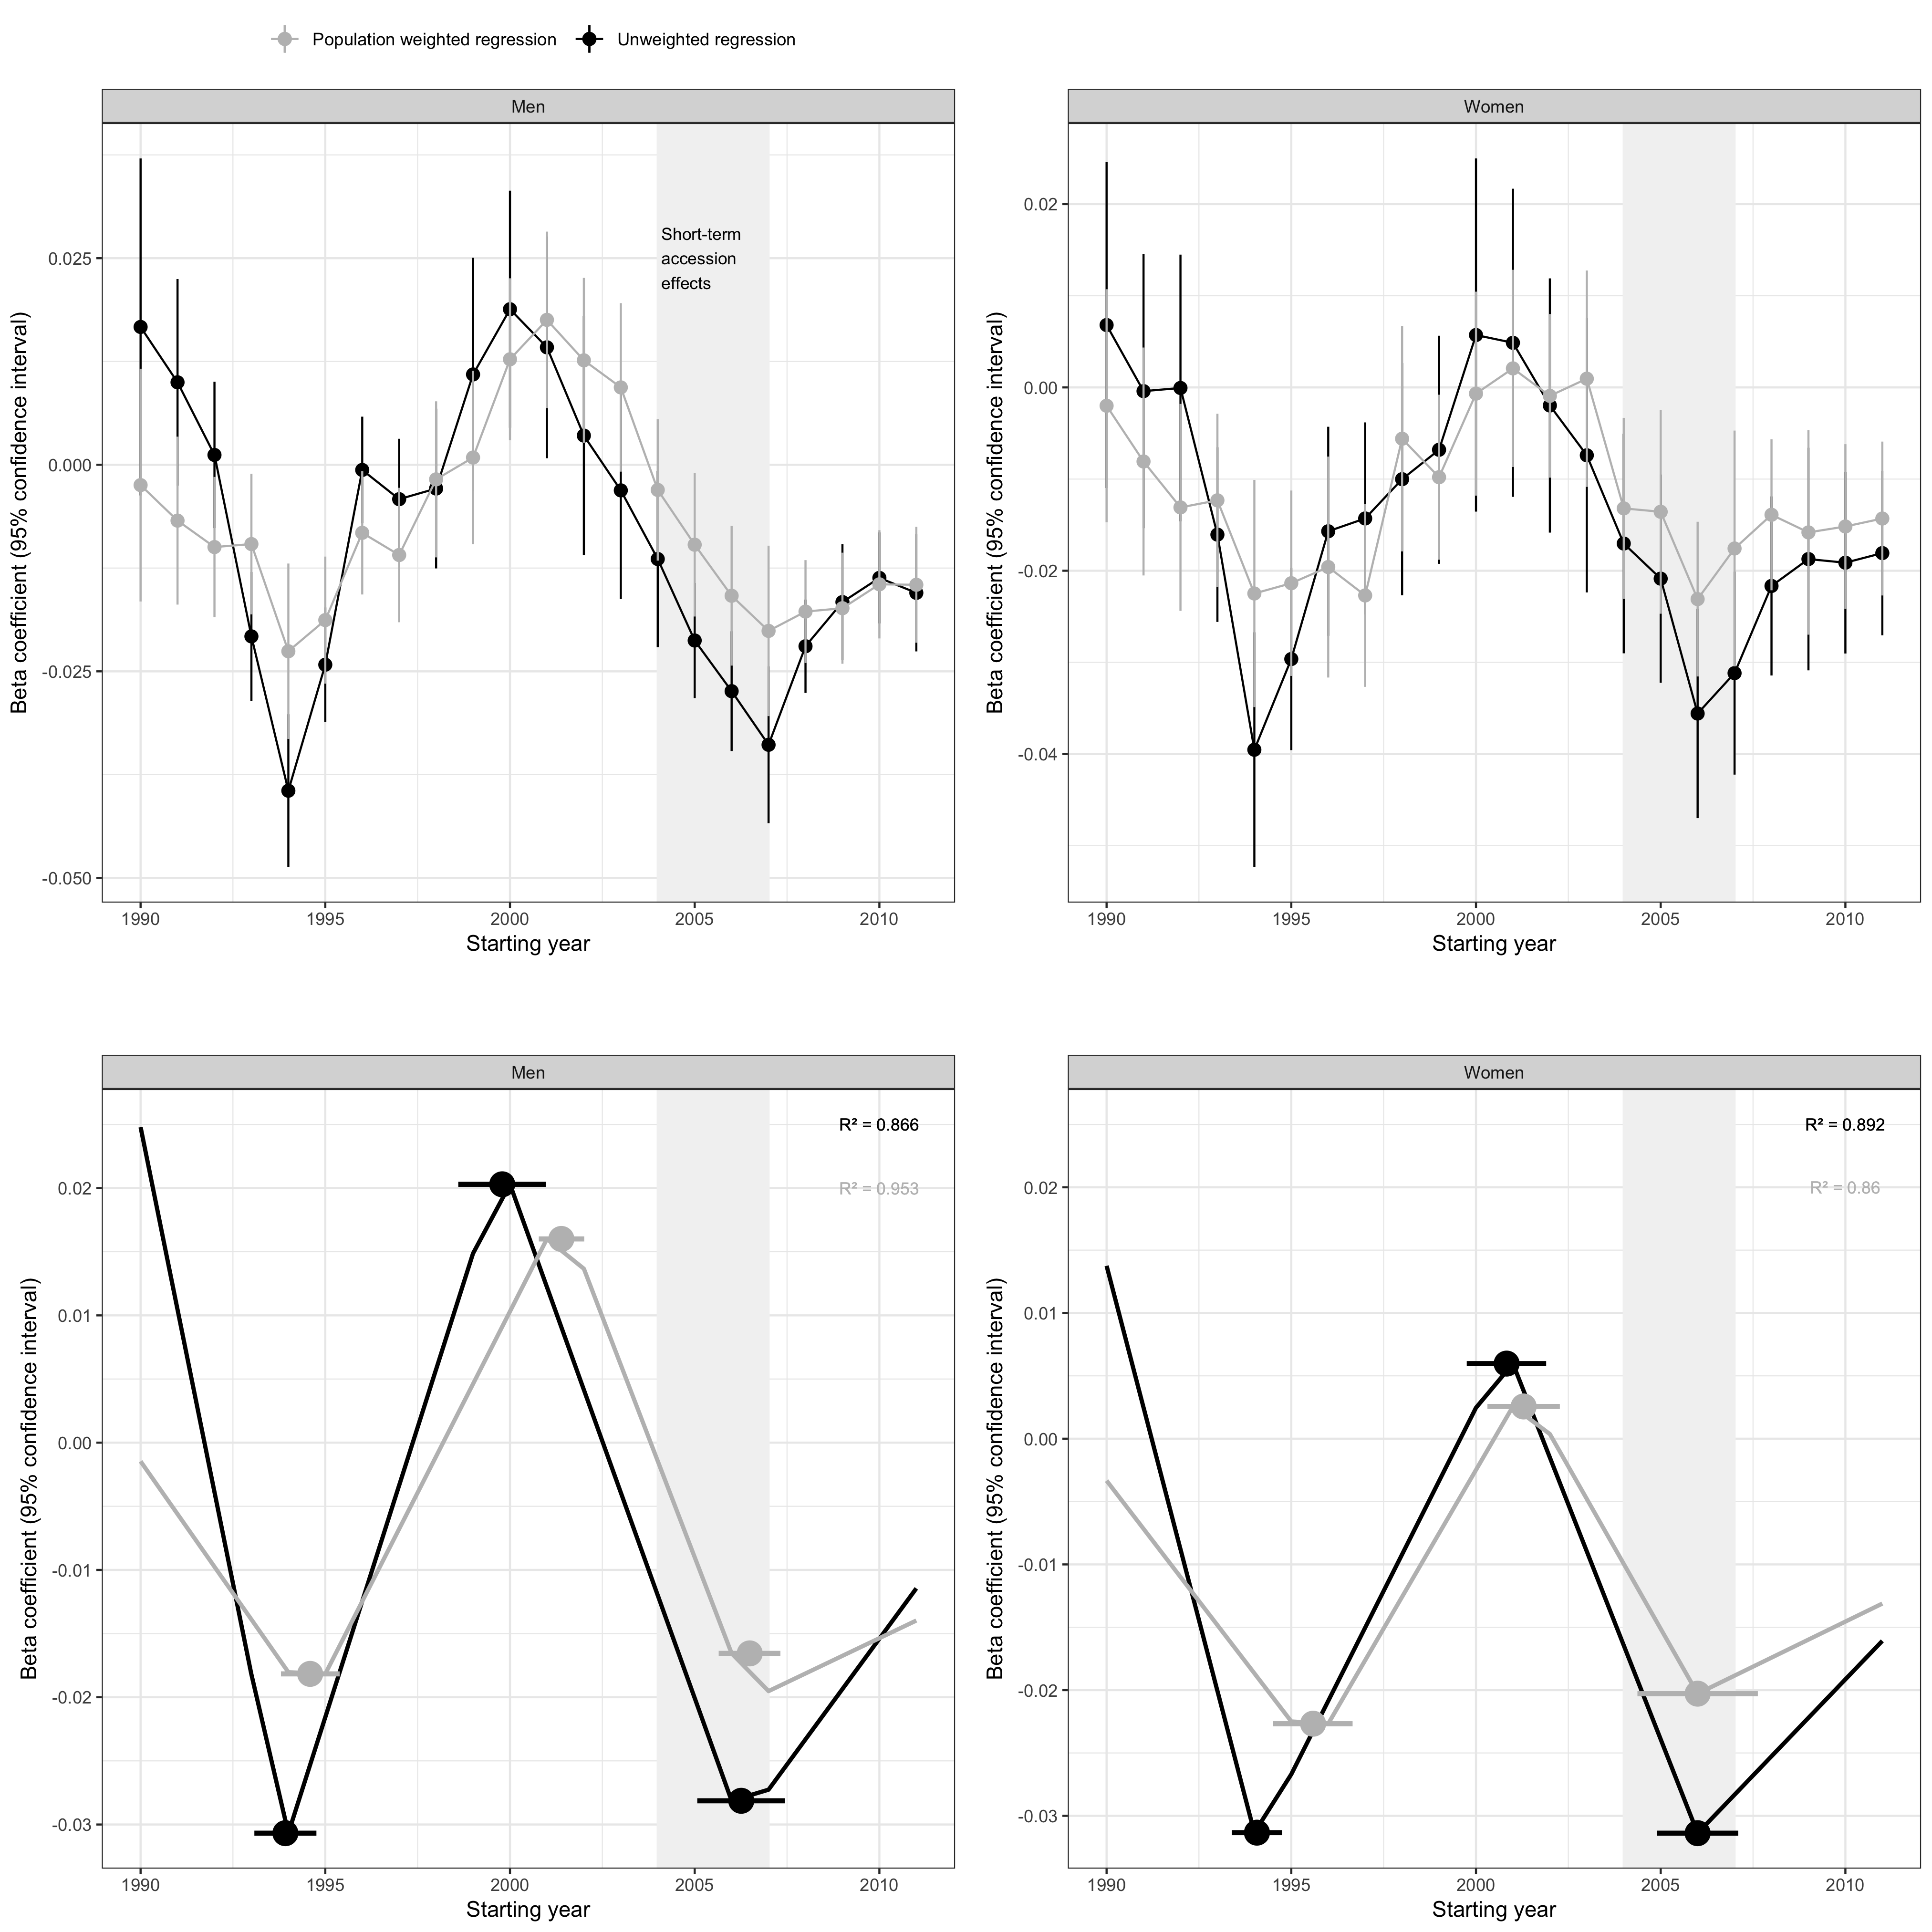 Population weighted regression
Unweighted regression
Men
Women
Beta coefficient (95% confidence interval)
0.025
0.000
-0.025
-0.050
Short-term
accession
effects
1990
1995
2000
2005
2010
Starting year
Beta coefficient (95% confidence interval)
0.02
0.00
-0.02
-0.04
1990
1995
2000
2005
2010
Starting year
Men
Women
Beta coefficient (95% confidence interval)
0.02
0.01
0.00
-0.01
-0.02
-0.03
R² = 0.866
R² = 0.953
1990
1995
2000
2005
2010
Starting year
Beta coefficient (95% confidence interval)
0.02
0.01
0.00
-0.01
-0.02
-0.03
R² = 0.892
R² = 0.86
1990
1995
2000
2005
2010
Starting year